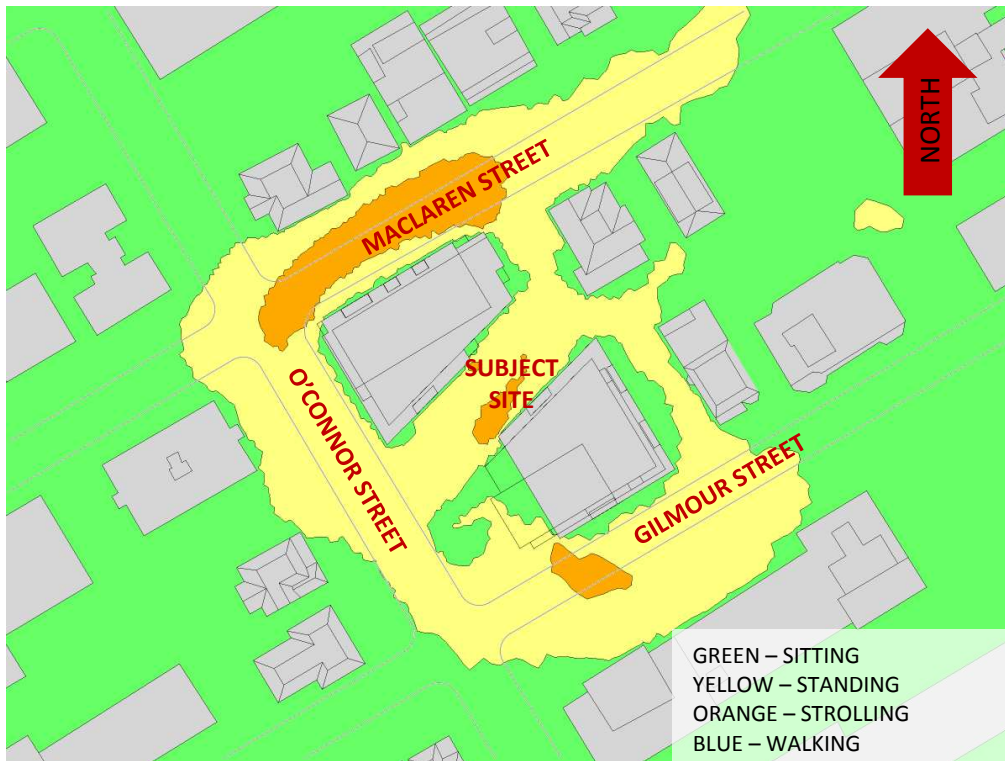 NORTH
MACLAREN STREET
SUBJECT
SITE
O'CONNOR STREET
GILMOUR STREET
GREEN – SITTING
YELLOW – STANDING
ORANGE – STROLLING
BLUE – WALKING